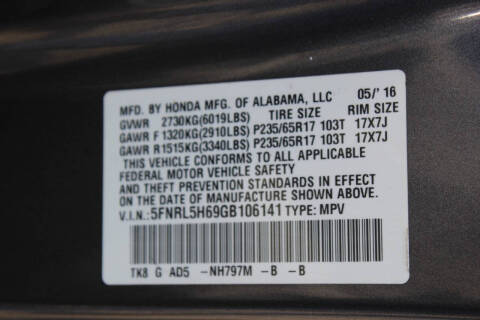 MFD. BY HONDA MFG. OF ALABAMA, LLC 05/' 16
GVWR 2730KG(6019LBS) TIRE SIZE RIM SIZE
GAWR F 1320KG(2910LBS) P235/65R17 103T 17X7J
GAWR R1515KG(3340LBS) P235/65R17 103T 17X7J
THIS VEHICLE CONFORMS TO ALL APPLICABLE
FEDERAL MOTOR VEHICLE SAFETY
AND THEFT PREVENTION STANDARDS IN EFFECT
ON THE DATE OF MANUFACTURE SHOWN ABOVE.
V.I.N.: 5FNRL5H69GB106141 TYPE: MPV
TK8 G AD5 -NH797M -B -B